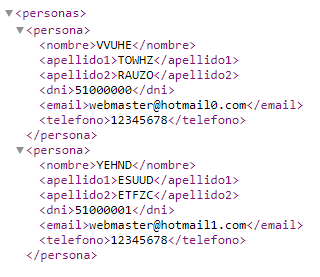 ▼<personas>
▼<persona>
<nombre>VVUHE</nombre>
<apellido1>TOWHZ</apellido1>
<apellido2>RAUZO</apellido2>
<dni>51000000</dni>
<email>webmaster@hotmail0.com</email>
<telefono>12345678</telefono>
</persona>
▼<persona>
<nombre>YEHND</nombre>
<apellido1>ESUUD</apellido1>
<apellido2>ETFZC</apellido2>
<dni>51000001</dni>
<email>webmaster@hotmail1.com</email>
<telefono>12345678</telefono>
</persona>